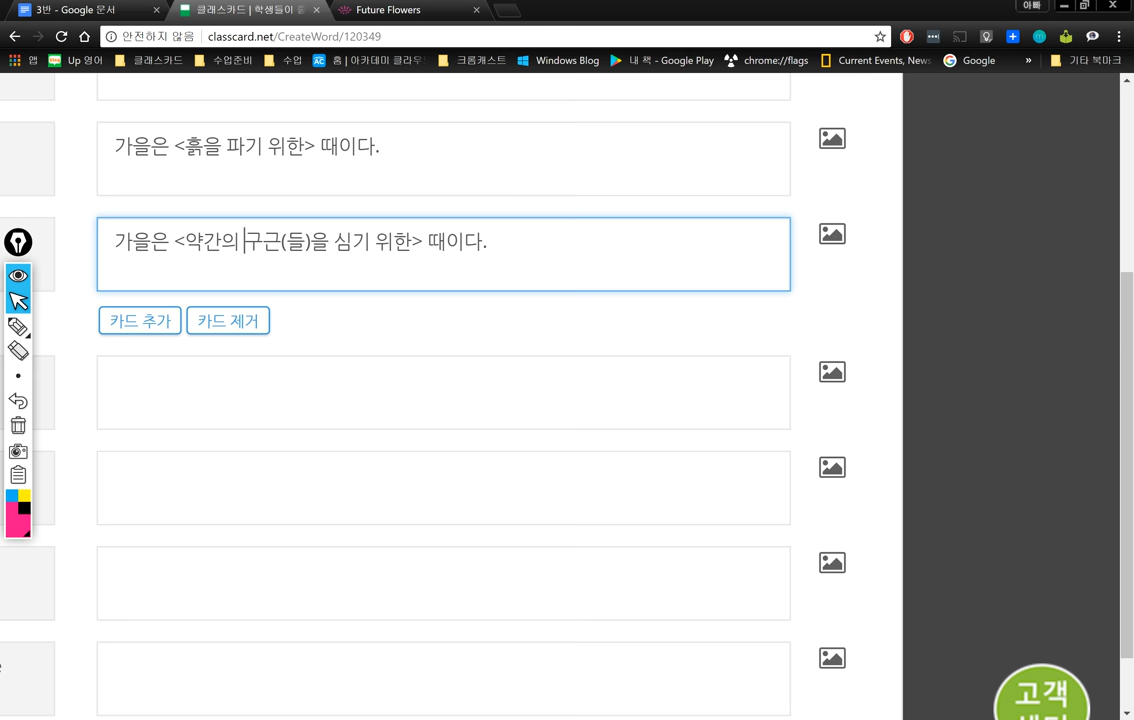 3반 - Google 문서
클래스카드 | 학생들이 줄
Future Flowers
아빠
안전하지 않음
classcard.net/CreateWord/120349
앱
Up 영어
클래스카드
수업준비
수업
홈 | 아카데미 클라우
크롬캐스트
Windows Blog
내 책 - Google Play
chrome://flags
Current Events, News
Google
»
기타 북마크
가을은 <흙을 파기 위한> 때이다.
가을은 <약간의 구근(들)을 심기 위한> 때이다.
카드 추가
카드 제거
고객
센터